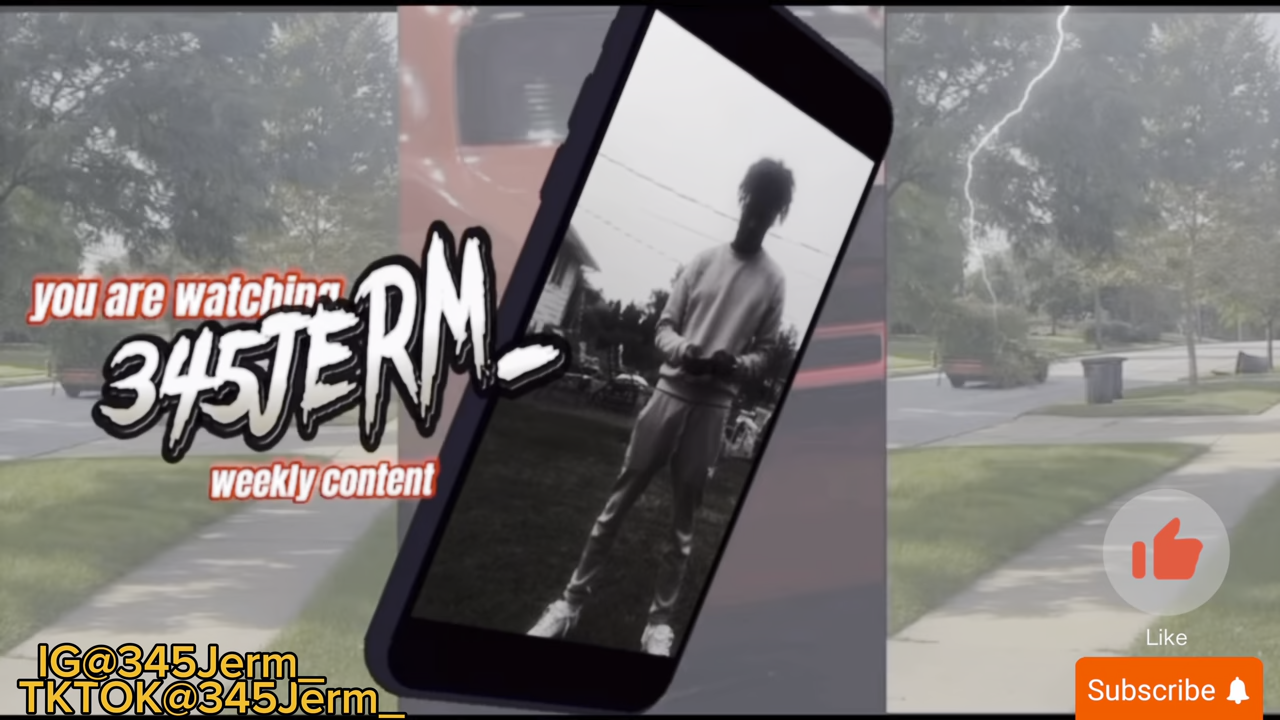 you are watching
345JERM_
weekly content
IG@345Jerm_
TKTOK@345Jerm_
Like
Subscribe